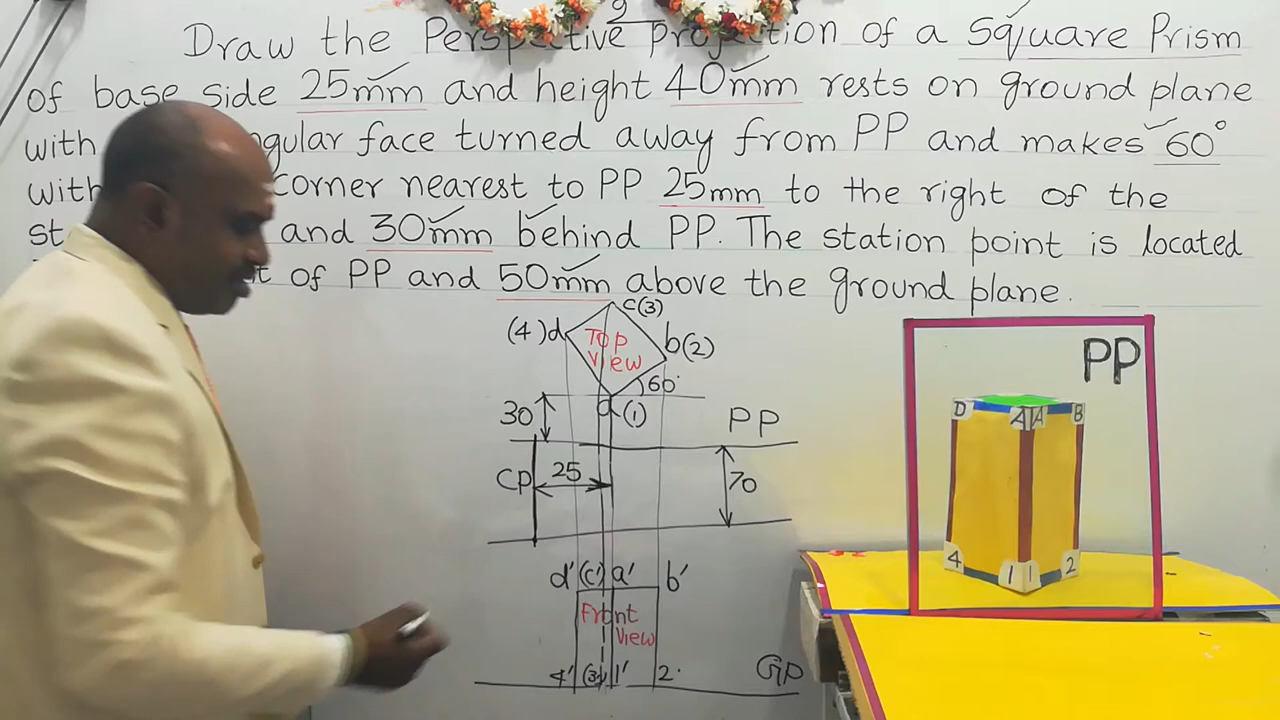 9
Draw the Perspective projection of a Square Prism
of base side 25mm and height 40mm rests on ground plane
with gular face turned away from PP and makes 60°
with corner nearest to PP 25mm to the right of the
st and 30mm behind PP. The station point is located
of PP and 50mm above the ground plane.
c(3)
(4)d Top View b(2)
60°
30 a(1) PP
CP 25 70
d' (c') a' b'
Front View
4' (3') 1' 2' GP
PP
D A A B
4 1 1 2